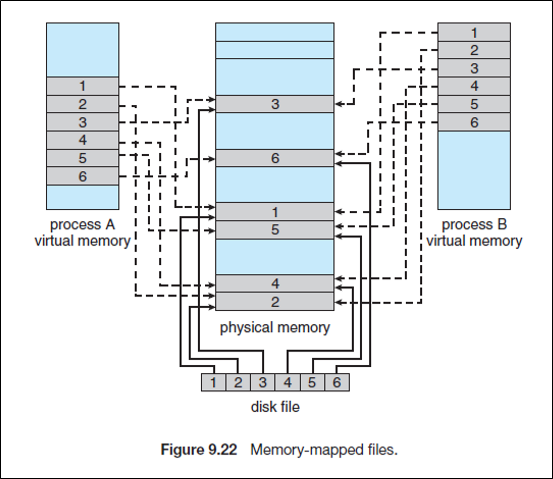 1
2
3
4
5
6
process A
virtual memory
3
6
1
5
4
2
physical memory
1
2
3
4
5
6
process B
virtual memory
1 2 3 4 5 6
disk file
Figure 9.22 Memory-mapped files.